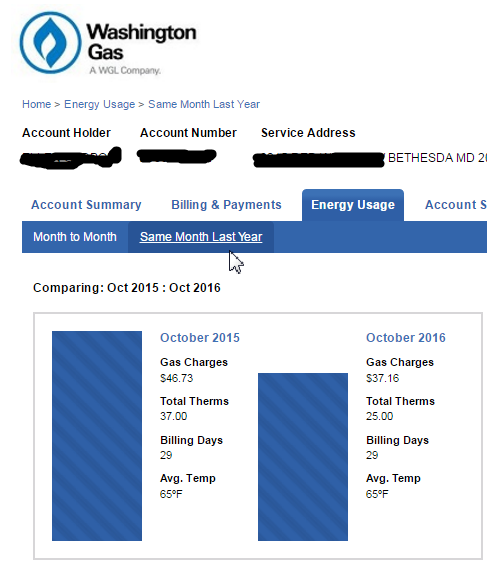 Washington
Gas
A WGL Company.
Home > Energy Usage > Same Month Last Year
Account Holder Account Number Service Address
BETHESDA MD 20
Account Summary Billing & Payments Energy Usage Account S
Month to Month Same Month Last Year
Comparing: Oct 2015 : Oct 2016
October 2015 October 2016
Gas Charges Gas Charges
$46.73 $37.16
Total Therms Total Therms
37.00 25.00
Billing Days Billing Days
29 29
Avg. Temp Avg. Temp
65°F 65°F